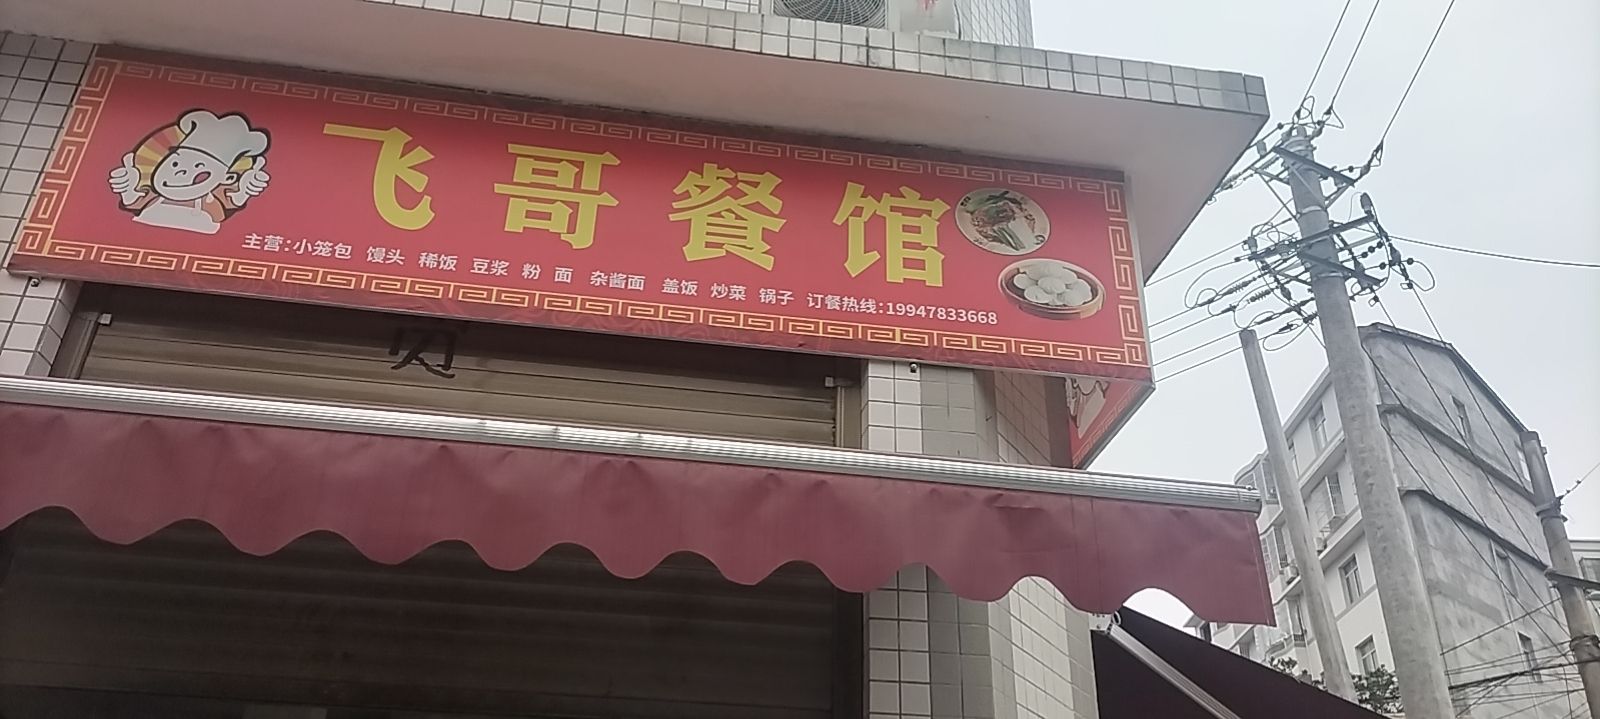 飞哥餐馆
主营:小笼包 馒头 稀饭 豆浆 粉 面 杂酱面 盖饭 炒菜 锅子 订餐热线:19947833668